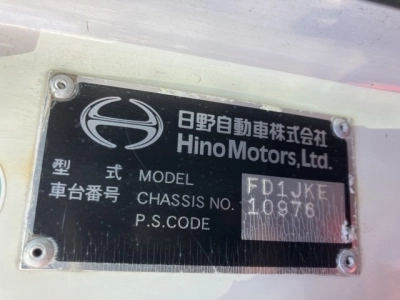 日野自動車株式会社
Hino Motors, Ltd.
型 式 MODEL FD1JKE
車台番号 CHASSIS NO. 10976
P.S.CODE